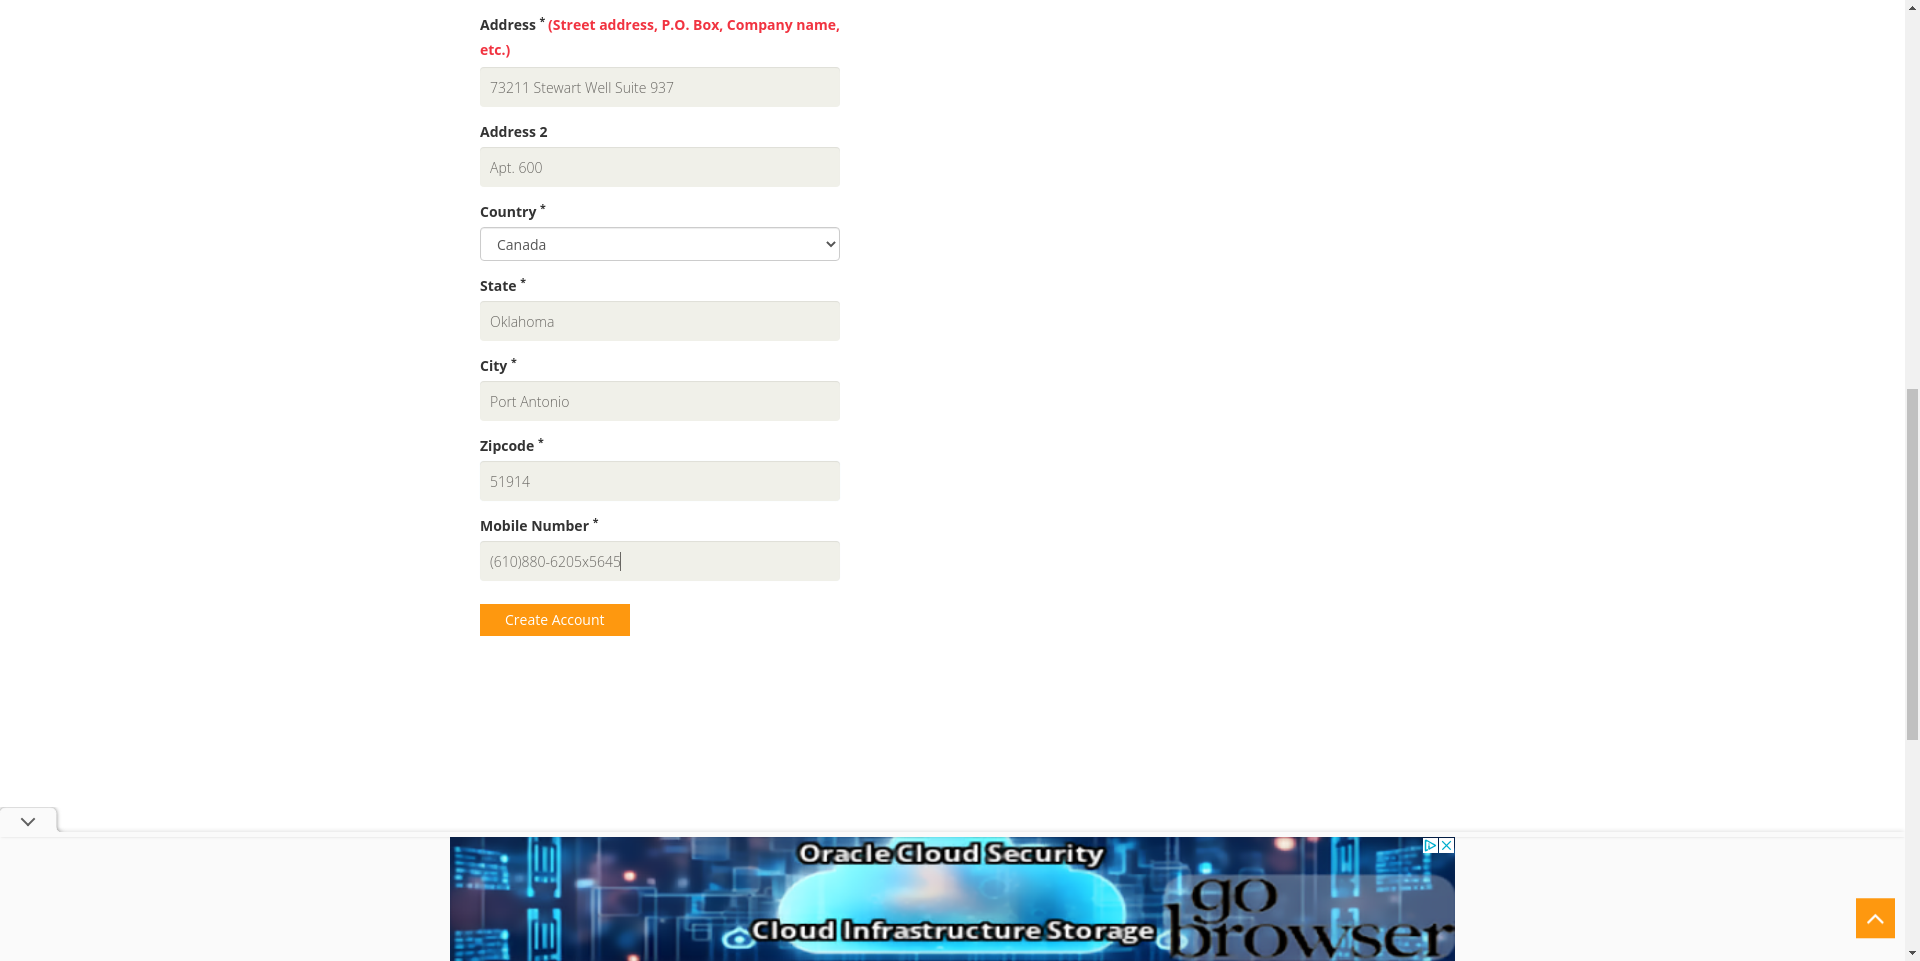 Address * (Street address, P.O. Box, Company name,
etc.)
73211 Stewart Well Suite 937
Address 2
Apt. 600
Country *
Canada
State *
Oklahoma
City *
Port Antonio
Zipcode *
51914
Mobile Number *
(610)880-6205x5645
Create Account
Oracle Cloud Security
Cloud Infrastructure Storage
go
browser